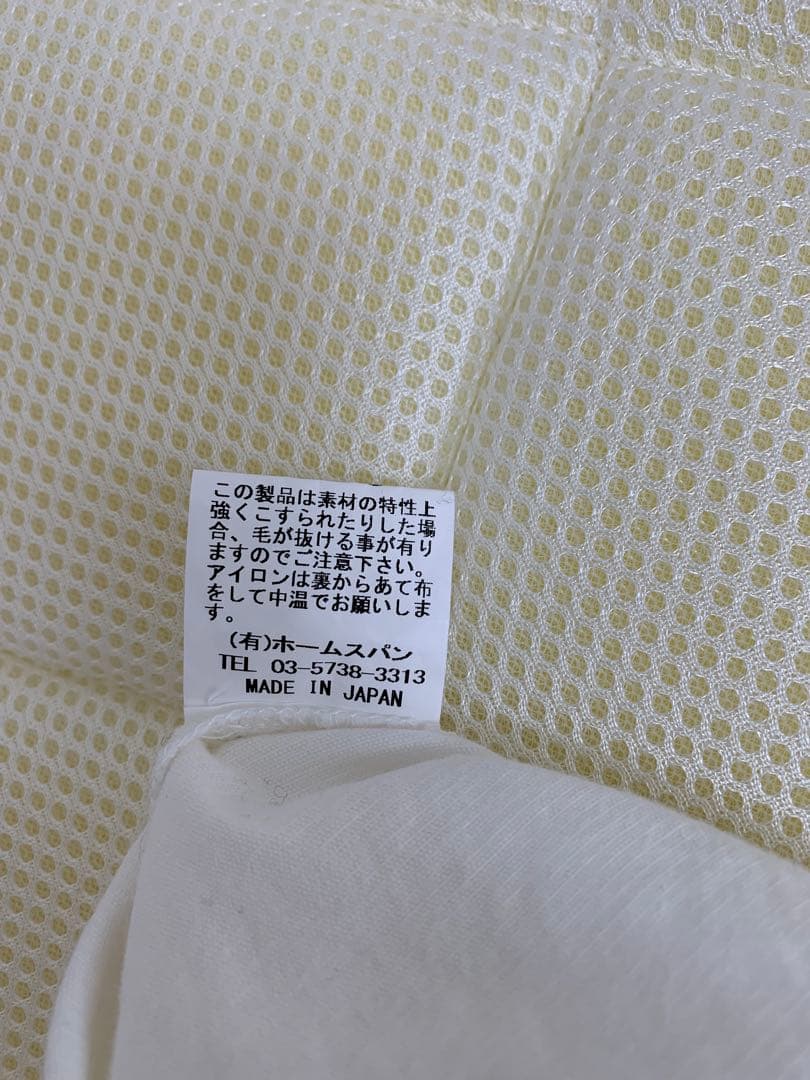 この製品は素材の特性上
強くこすられたりした場
合、毛が抜ける事が有り
ますのでご注意下さい。
アイロンは裏からあて布
をして中温でお願いしま
す。
(有)ホームスパン
TEL 03-5738-3313
MADE IN JAPAN